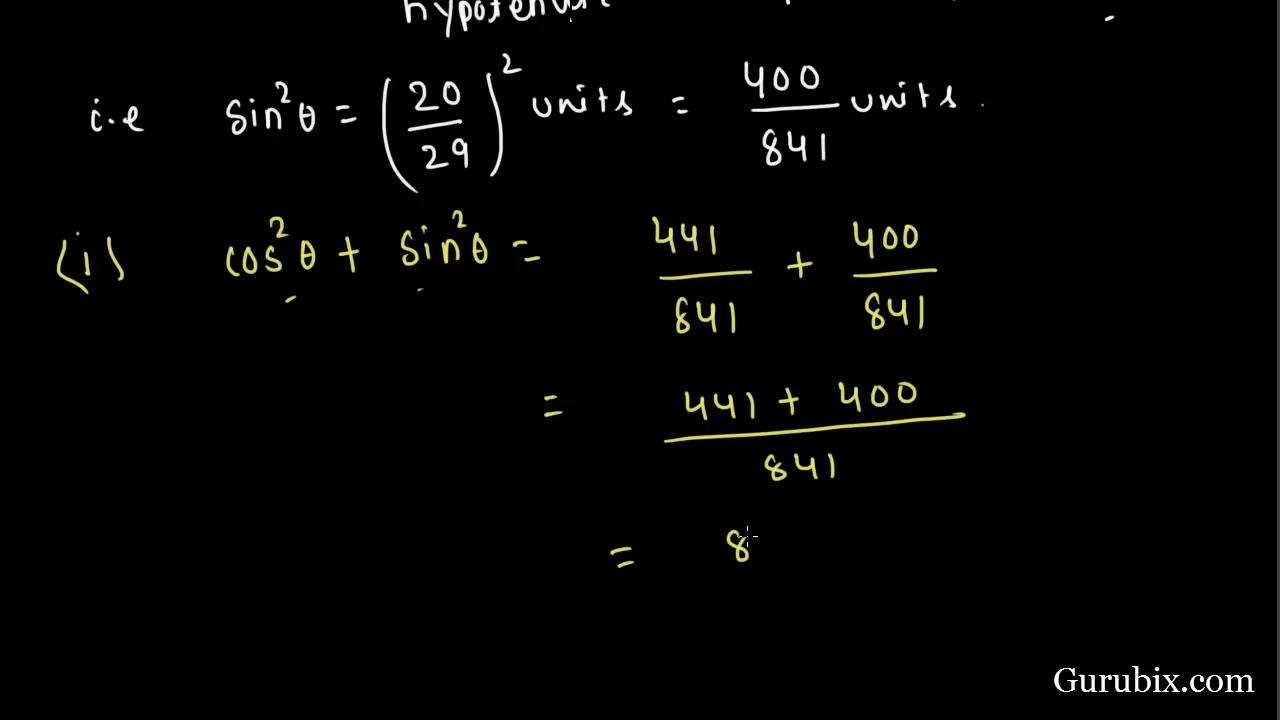 hypotenuse
i.e sin²θ = (20/29)² units = 400/841 units.
(i) cos²θ + sin²θ = 441/841 + 400/841
= 441 + 400/841
= 8
Gurubix.com